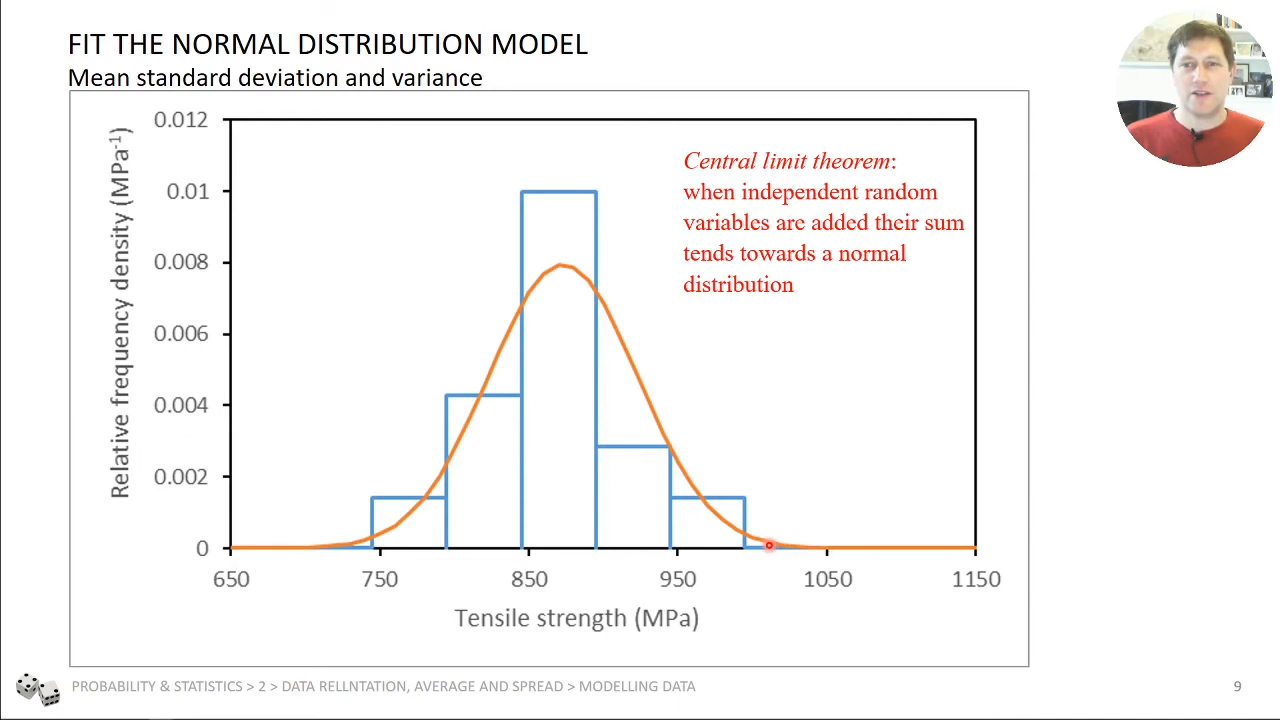 FIT THE NORMAL DISTRIBUTION MODEL
Mean standard deviation and variance
0.012
0.01
0.008
0.006
0.004
0.002
0
Relative frequency density (MPa⁻¹)
Central limit theorem:
when independent random
variables are added their sum
tends towards a normal
distribution
650
750
850
950
1050
1150
Tensile strength (MPa)
PROBABILITY & STATISTICS > 2 > DATA RELLNTATION, AVERAGE AND SPREAD > MODELLING DATA
9